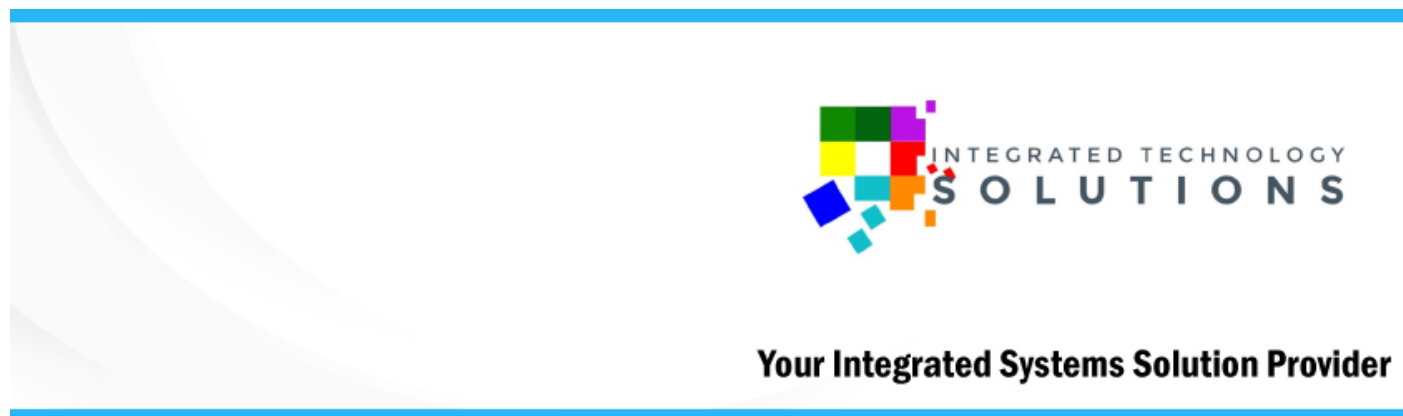 INTEGRATED TECHNOLOGY
SOLUTIONS
Your Integrated Systems Solution Provider